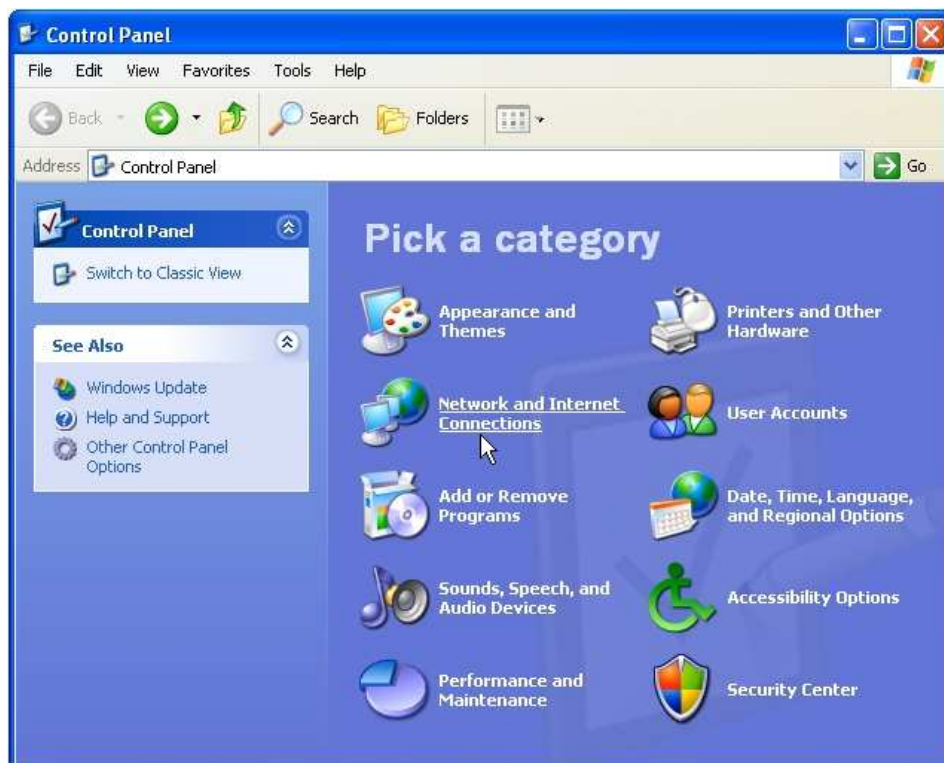 Control Panel
File Edit View Favorites Tools Help
Back Search Folders
Address Control Panel Go
Control Panel
Switch to Classic View
See Also
Windows Update
Help and Support
Other Control Panel
Options
Pick a category
Appearance and
Themes
Printers and Other
Hardware
Network and Internet
Connections
User Accounts
Add or Remove
Programs
Date, Time, Language,
and Regional Options
Sounds, Speech, and
Audio Devices
Accessibility Options
Performance and
Maintenance
Security Center